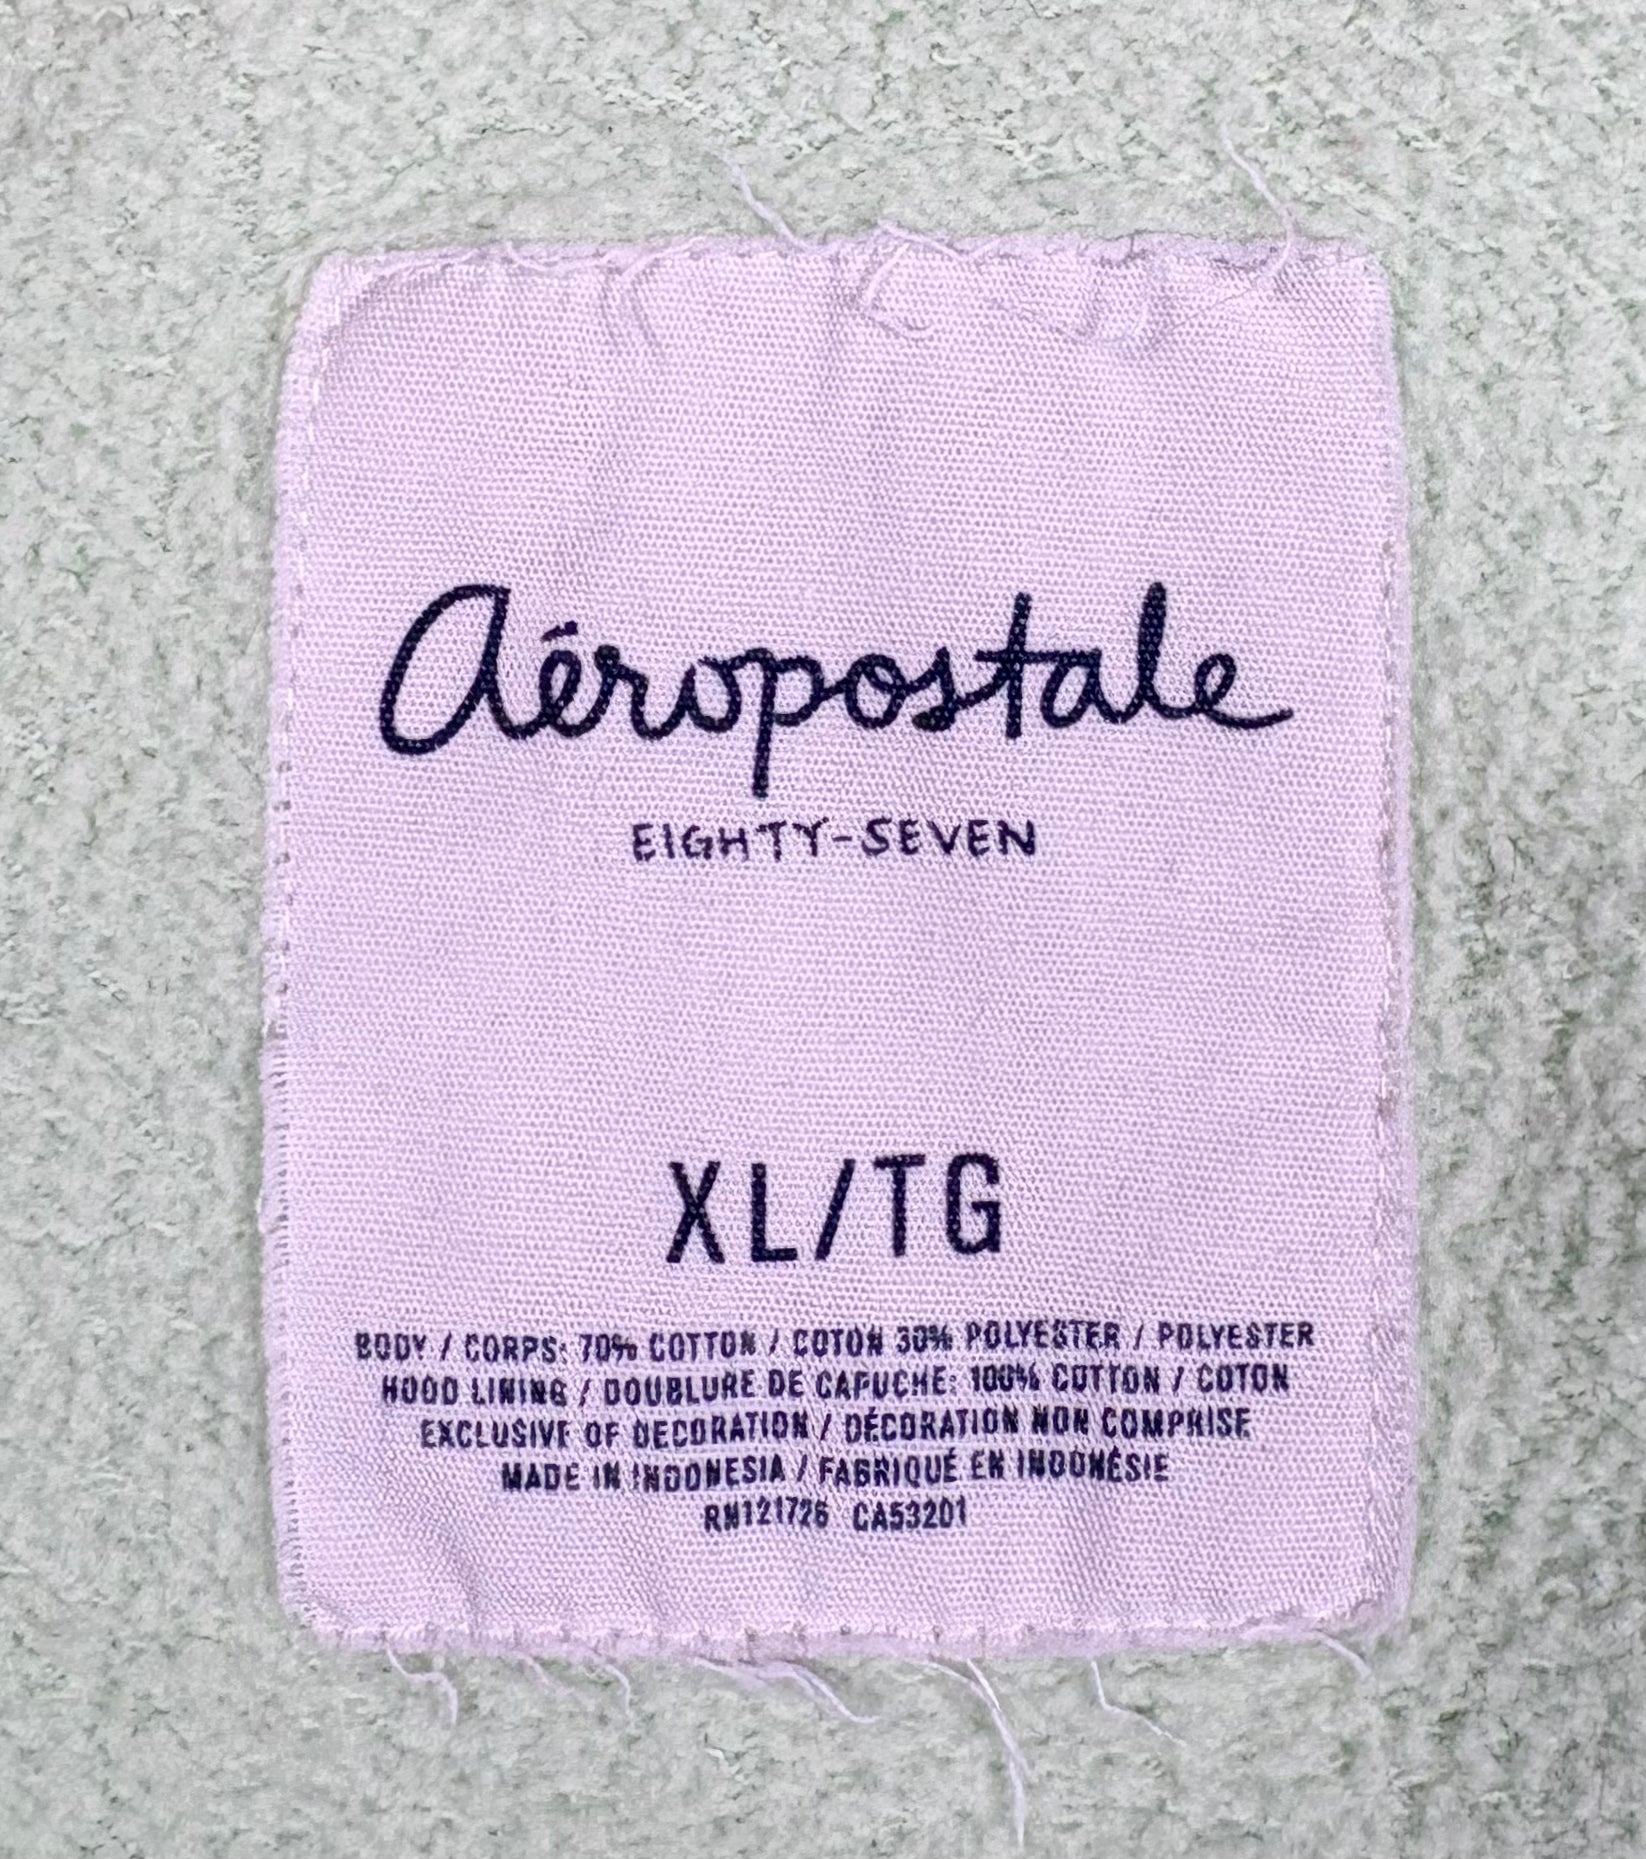 Aéropostale
EIGHTY-SEVEN
XL/TG
BODY / CORPS: 70% COTTON / COTON 30% POLYESTER / POLYESTER
HOOD LINING / DOUBLURE DE CAPUCHE: 100% COTTON / COTON
EXCLUSIVE OF DECORATION / DÉCORATION NON COMPRISE
MADE IN INDONESIA / FABRIQUÉ EN INDONÉSIE
RN121726 CA53201